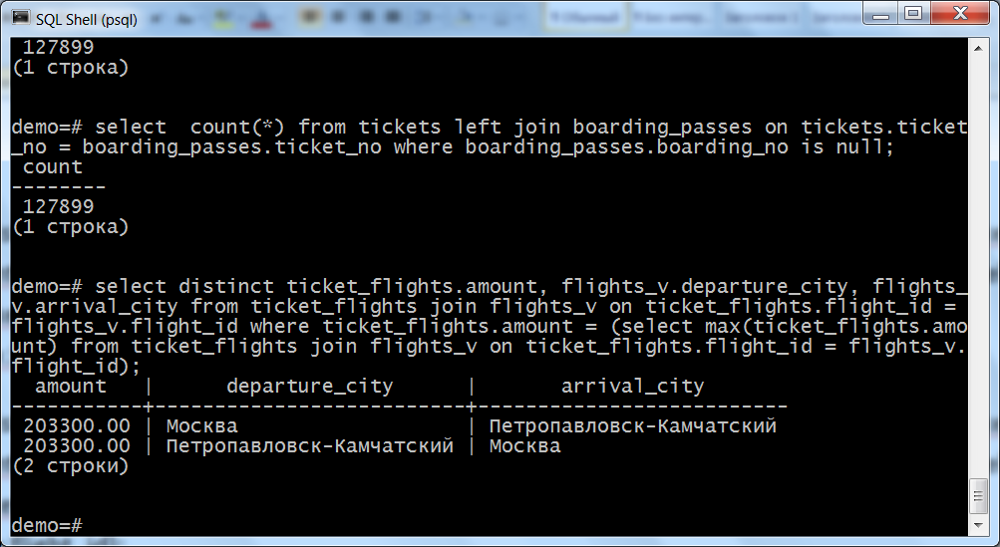 SQL Shell (psql)
127899
(1 строка)
demo=# select  count(*) from tickets left join boarding_passes on tickets.ticket
_no = boarding_passes.ticket_no where boarding_passes.boarding_no is null;
count
--------
127899
(1 строка)
demo=# select distinct ticket_flights.amount, flights_v.departure_city, flights_
v.arrival_city from ticket_flights join flights_v on ticket_flights.flight_id =
flights_v.flight_id where ticket_flights.amount = (select max(ticket_flights.amo
unt) from ticket_flights join flights_v on ticket_flights.flight_id = flights_v.
flight_id);
amount | departure_city | arrival_city
-----------+---------------------------+---------------------------
203300.00 | Москва | Петропавловск-Камчатский
203300.00 | Петропавловск-Камчатский | Москва
(2 строки)
demo=#